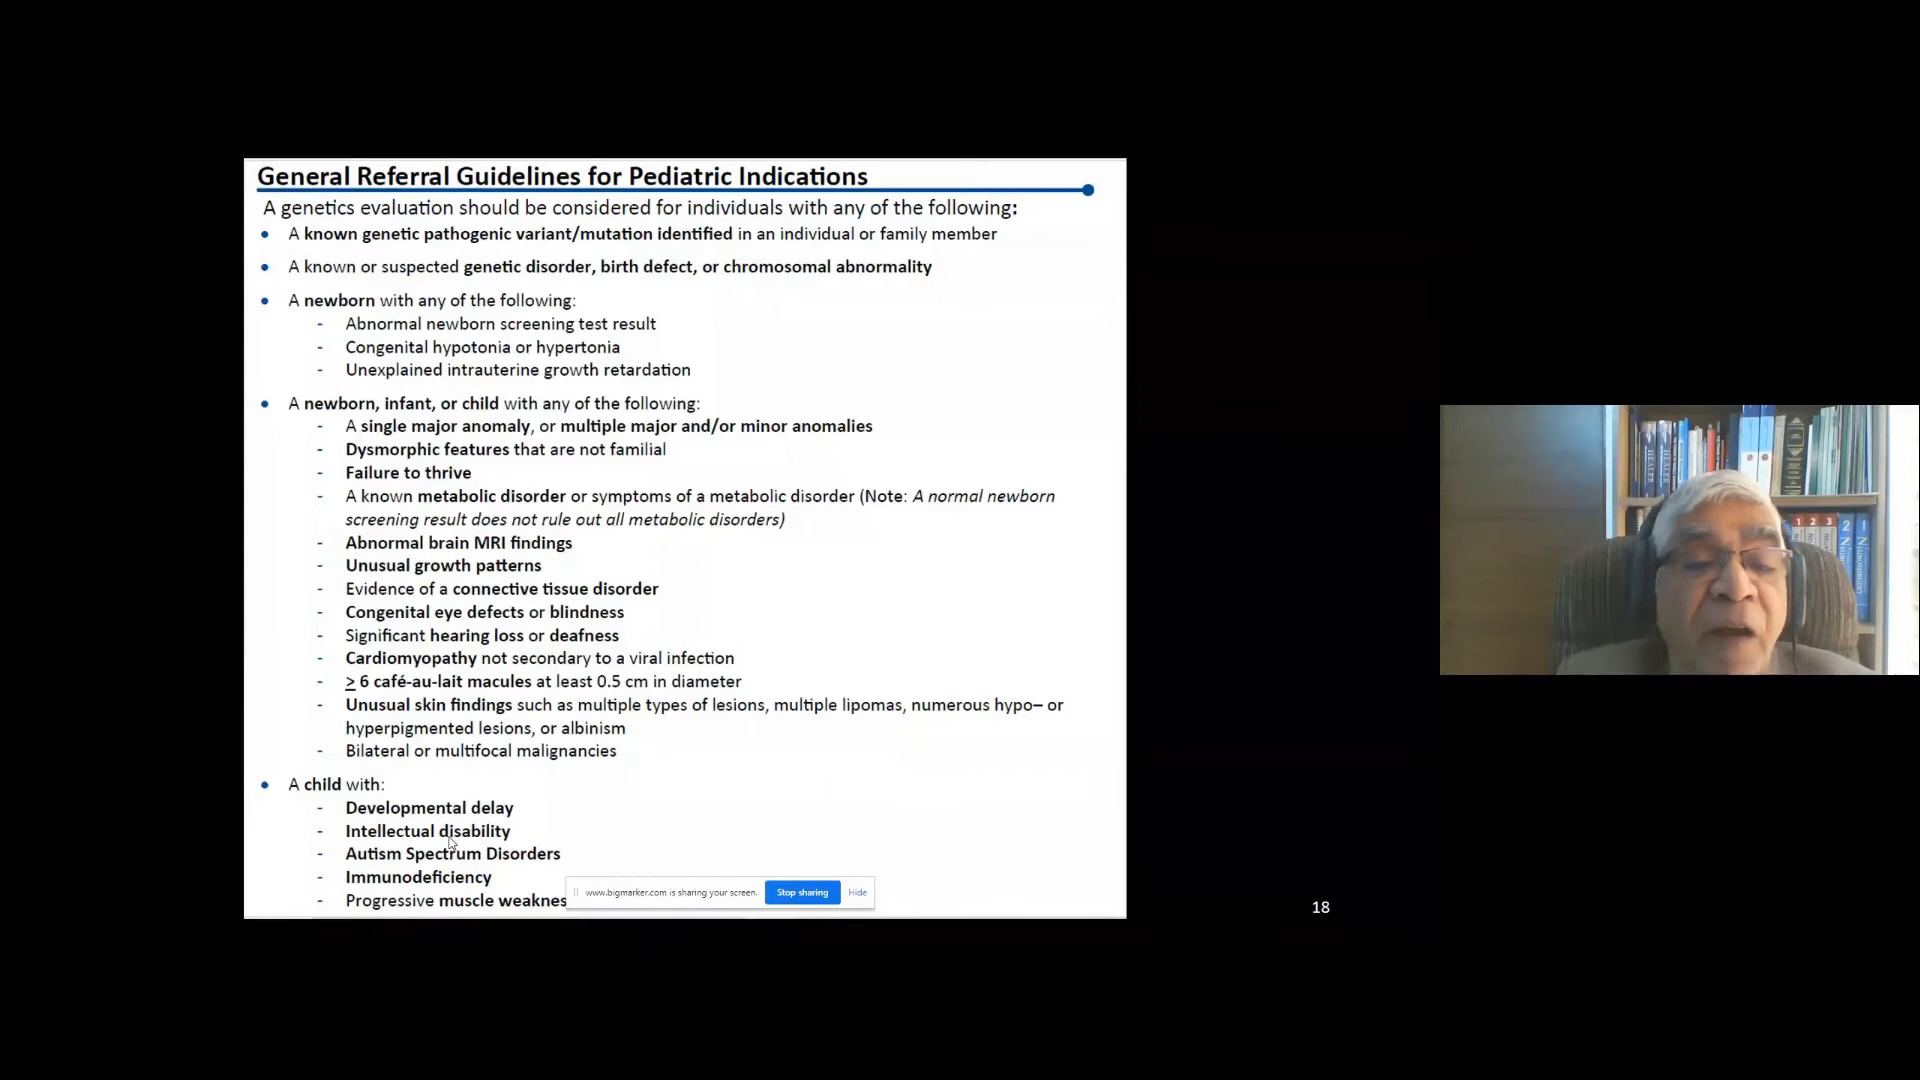 General Referral Guidelines for Pediatric Indications
A genetics evaluation should be considered for individuals with any of the following:
• A known genetic pathogenic variant/mutation identified in an individual or family member
• A known or suspected genetic disorder, birth defect, or chromosomal abnormality
• A newborn with any of the following:
- Abnormal newborn screening test result
- Congenital hypotonia or hypertonia
- Unexplained intrauterine growth retardation
• A newborn, infant, or child with any of the following:
- A single major anomaly, or multiple major and/or minor anomalies
- Dysmorphic features that are not familial
- Failure to thrive
- A known metabolic disorder or symptoms of a metabolic disorder (Note: A normal newborn
screening result does not rule out all metabolic disorders)
- Abnormal brain MRI findings
- Unusual growth patterns
- Evidence of a connective tissue disorder
- Congenital eye defects or blindness
- Significant hearing loss or deafness
- Cardiomyopathy not secondary to a viral infection
- > 6 café-au-lait macules at least 0.5 cm in diameter
- Unusual skin findings such as multiple types of lesions, multiple lipomas, numerous hypo– or
hyperpigmented lesions, or albinism
- Bilateral or multifocal malignancies
• A child with:
- Developmental delay
- Intellectual disability
- Autism Spectrum Disorders
- Immunodeficiency
- Progressive muscle weaknes
www.bigmarker.com is sharing your screen. Stop sharing Hide
18
1 2 3
2 1